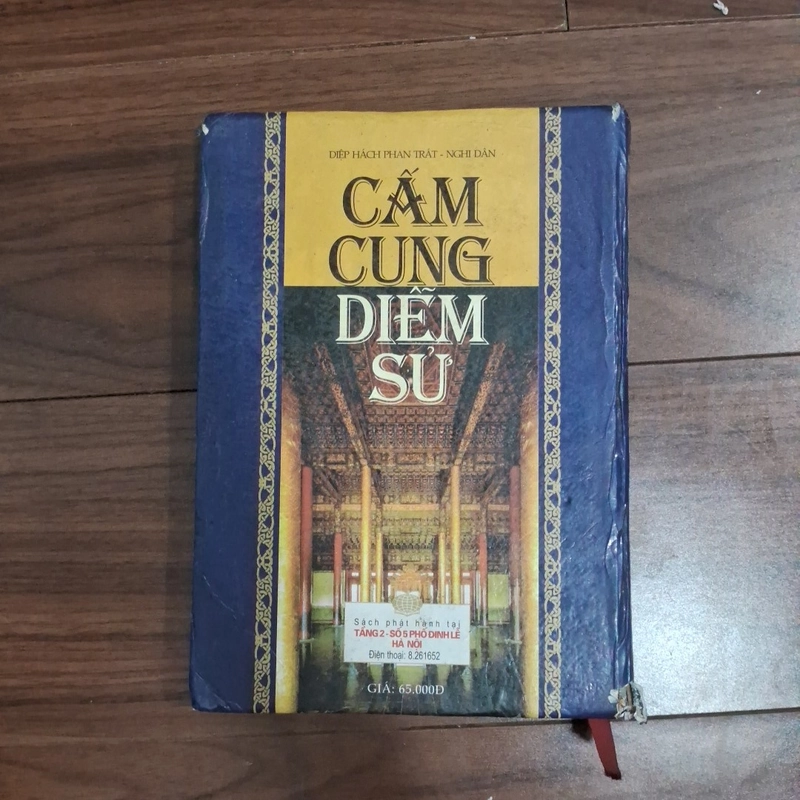 DIỆP HÁCH PHAN TRÁT - NGHI DÂN
CẤM
CUNG
DIỄM
SỬ
Sách phát hành tại
TẦNG 2 - SỐ 5 PHỐ ĐINH LỄ
HÀ NỘI
Điện thoại: 8.261652
GIÁ: 65.000Đ